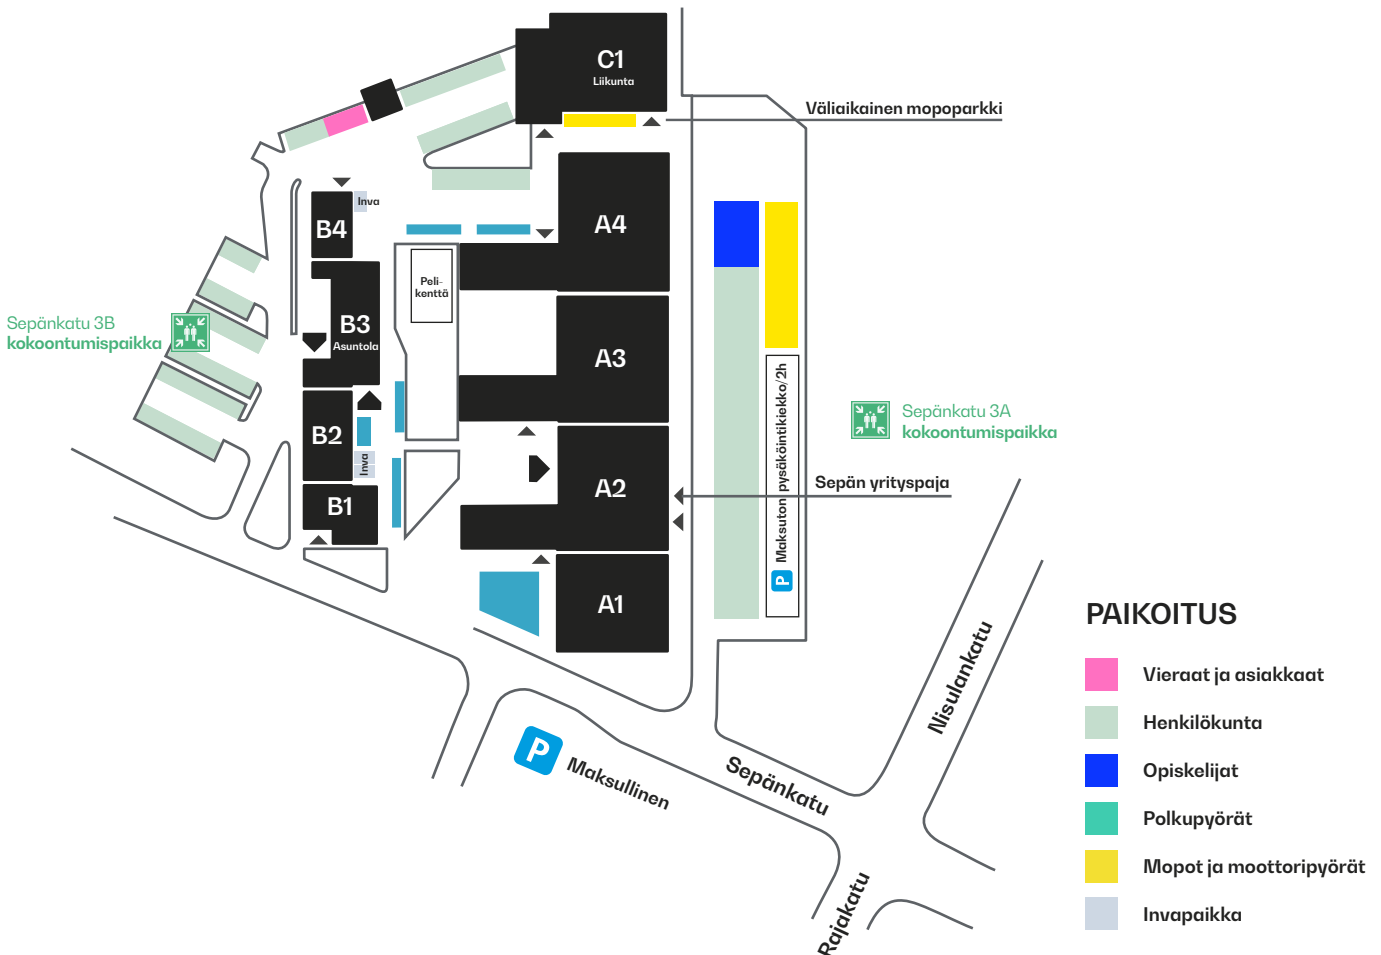 C1
Liikunta
Väliaikainen mopoparkki
Inva
B4
A4
Peli-
kenttä
Sepänkatu 3B
kokoontumispaikka
B3
Asuntola
A3
Maksuton pysäköintikiekko/2h
P
Sepänkatu 3A
kokoontumispaikka
B2
Inva
A2
Sepän yrityspaja
B1
A1
Nisulankatu
P
Maksullinen
Sepänkatu
Rajakatu
PAIKOITUS
Vieraat ja asiakkaat
Henkilökunta
Opiskelijat
Polkupyörät
Mopot ja moottoripyörät
Invapaikka